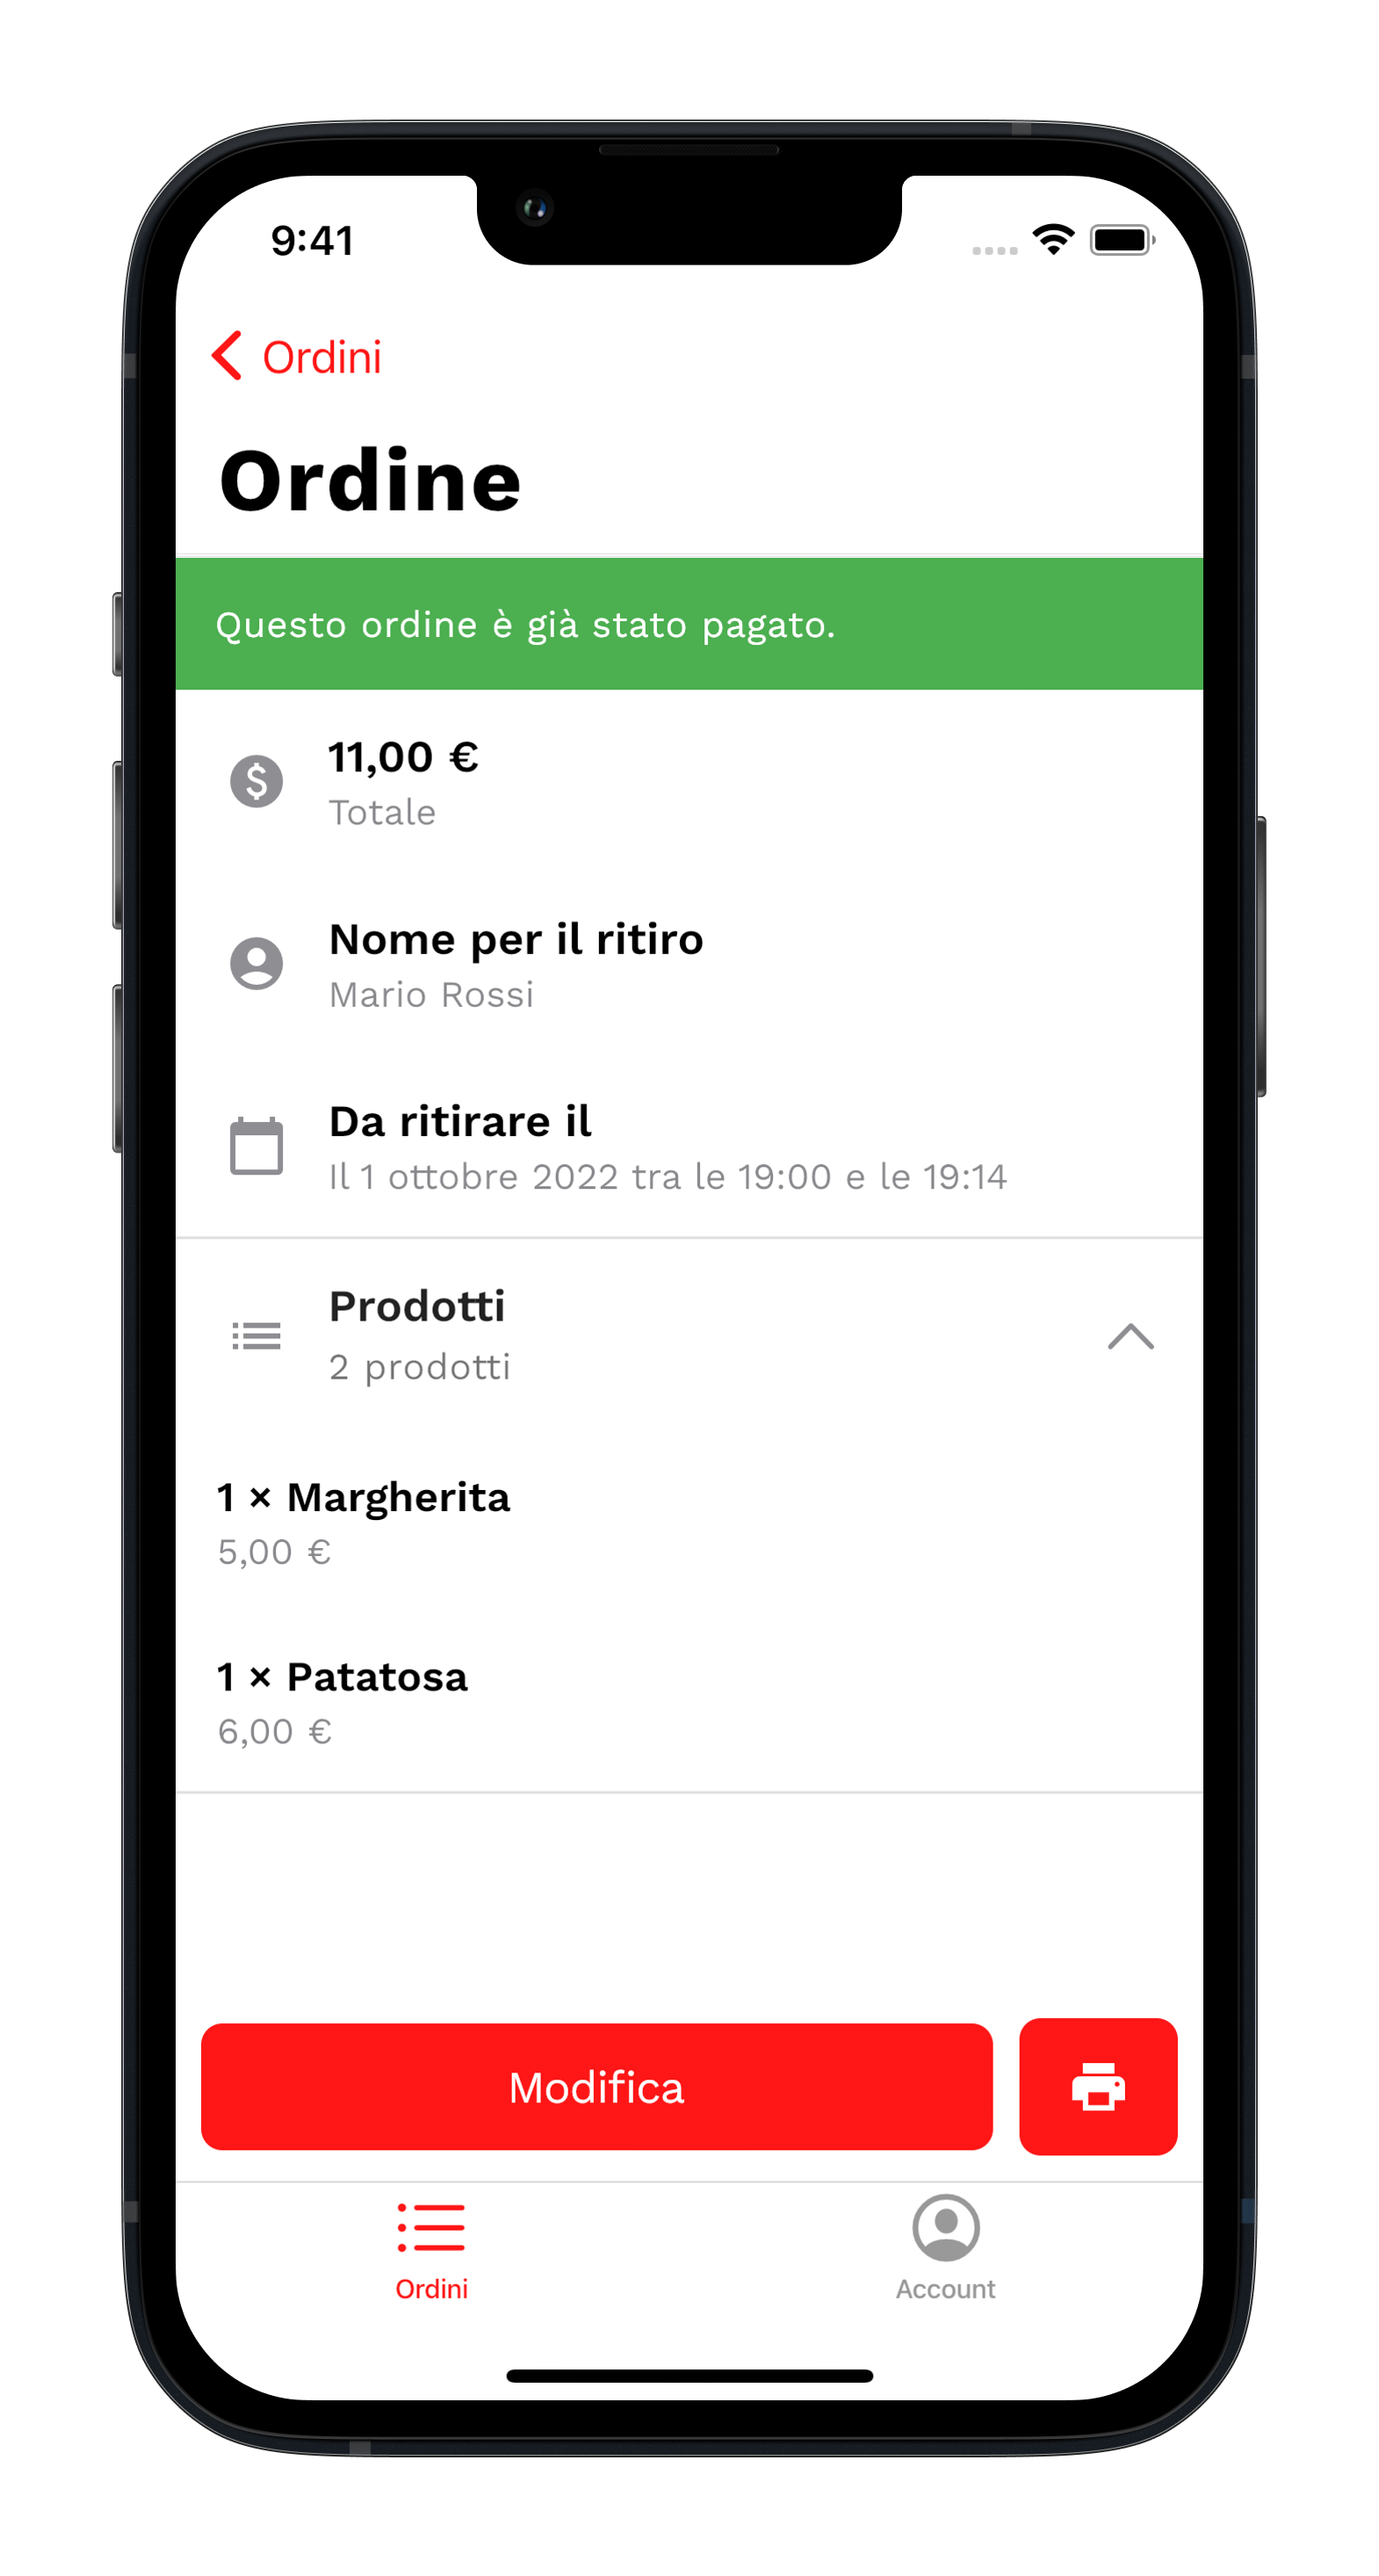 9:41
Ordini
Ordine
Questo ordine è già stato pagato.
11,00 €
Totale
Nome per il ritiro
Mario Rossi
Da ritirare il
Il 1 ottobre 2022 tra le 19:00 e le 19:14
Prodotti
2 prodotti
1 × Margherita
5,00 €
1 × Patatosa
6,00 €
Modifica
Ordini
Account